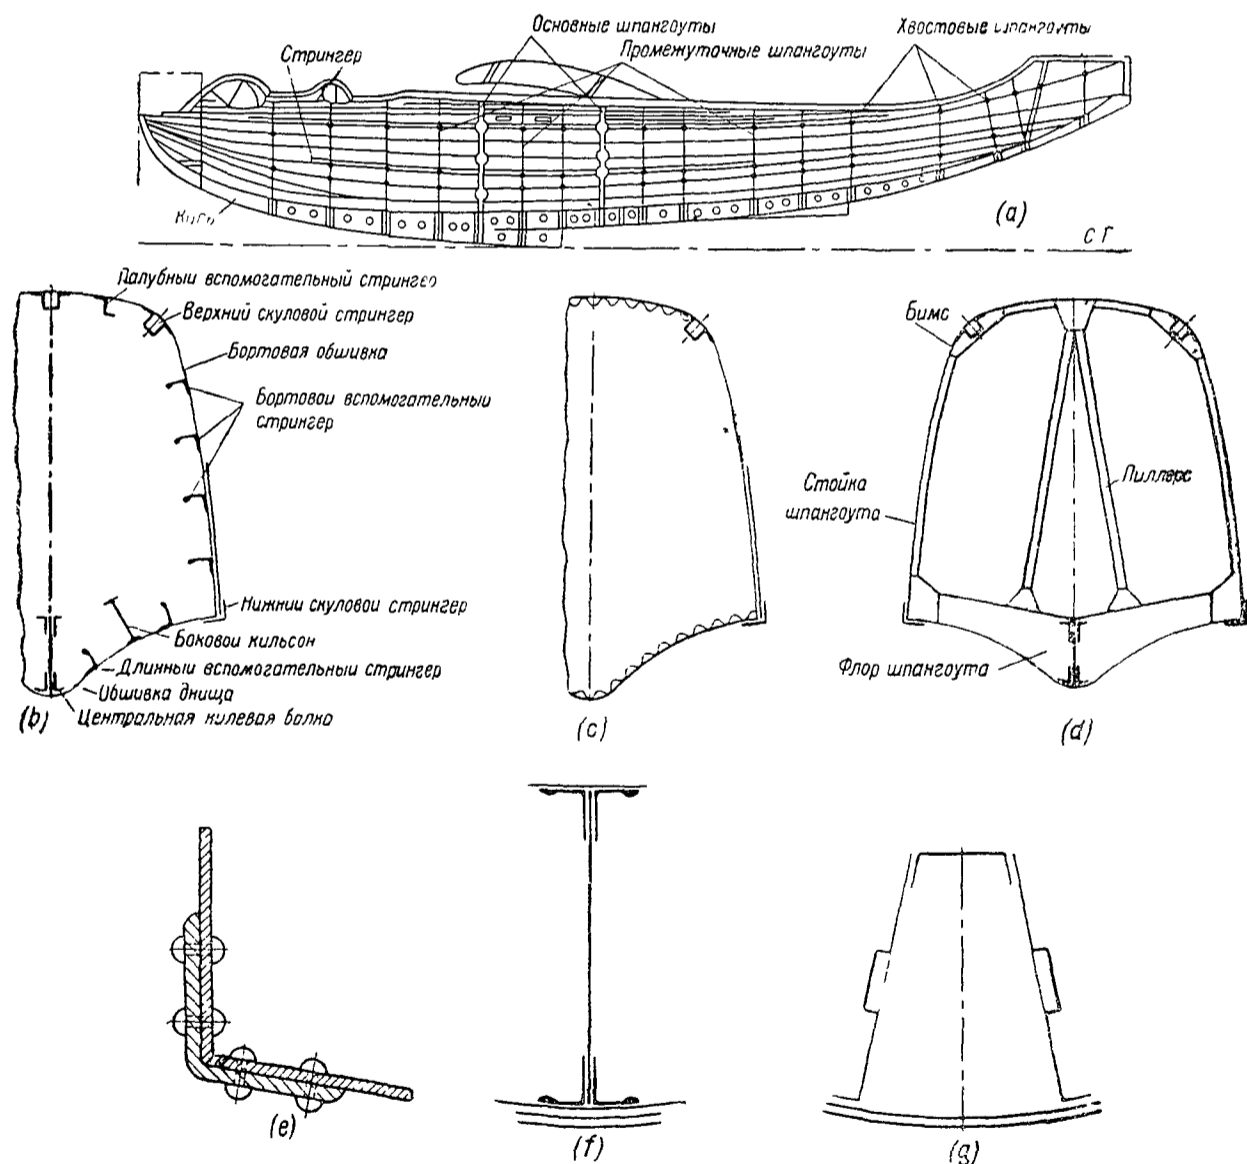 Основные шпангоуты
Хвостовые шпангоуты
Стрингер
Промежуточные шпангоуты
Киль
(a)
СГ
Палубный вспомогательный стрингер
Верхний скуловой стрингер
Бортовая обшивка
Бортовой вспомогательный
стрингер
Нижний скуловой стрингер
Боковой кильсон
Длинный вспомогательный стрингер
Обшивка днища
Центральная килевая балка
(b)
(c)
Бимс
Стойка
шпангоута
Пиллерс
Флор шпангоута
(d)
(e)
(f)
(g)